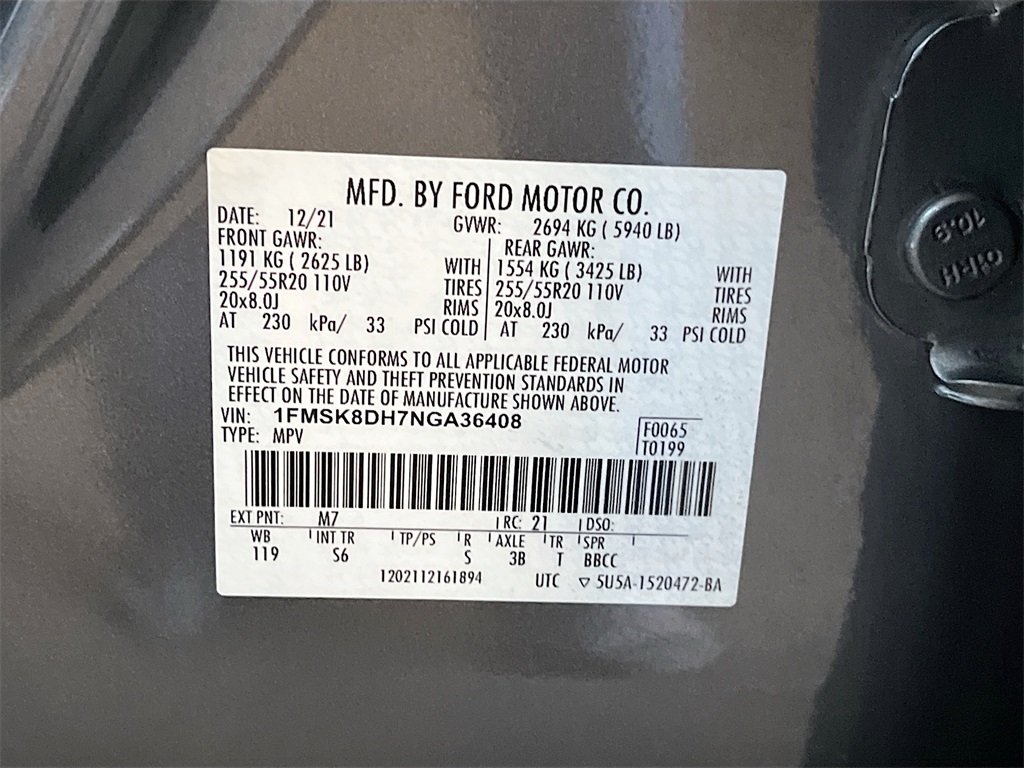 MFD. BY FORD MOTOR CO.
DATE: 12/21 GVWR: 2694 KG ( 5940 LB)
FRONT GAWR: REAR GAWR:
1191 KG ( 2625 LB) WITH 1554 KG ( 3425 LB) WITH
255/55R20 110V TIRES 255/55R20 110V TIRES
20x8.0J RIMS 20x8.0J RIMS
AT 230 kPa/ 33 PSI COLD AT 230 kPa/ 33 PSI COLD
THIS VEHICLE CONFORMS TO ALL APPLICABLE FEDERAL MOTOR
VEHICLE SAFETY AND THEFT PREVENTION STANDARDS IN
EFFECT ON THE DATE OF MANUFACTURE SHOWN ABOVE.
VIN: 1FMSK8DH7NGA36408
TYPE: MPV
F0065
T0199
EXT PNT: M7 RC: 21 DSO:
WB INT TR TP/PS R AXLE TR SPR
119 S6 S 3B T BBCC
1202112161894 UTC ▽ 5U5A-1520472-BA
10.9